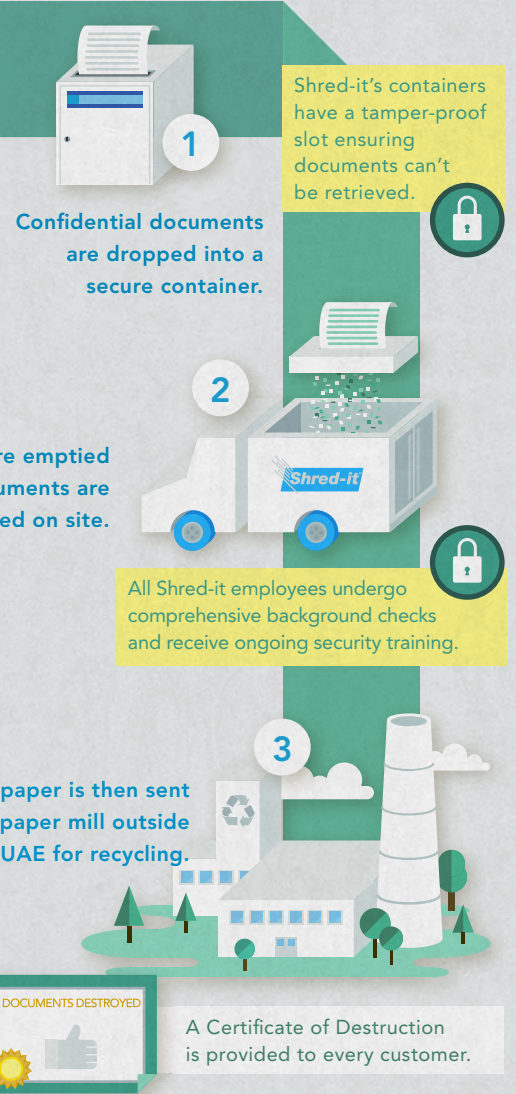 1
Shred-it’s containers
have a tamper-proof
slot ensuring
documents can’t
be retrieved.
Confidential documents
are dropped into a
secure container.
2
Shred-it
emptied
are
on site.
All Shred-it employees undergo
comprehensive background checks
and receive ongoing security training.
3
paper is then sent
paper mill outside
UAE for recycling.
DOCUMENTS DESTROYED
A Certificate of Destruction
is provided to every customer.